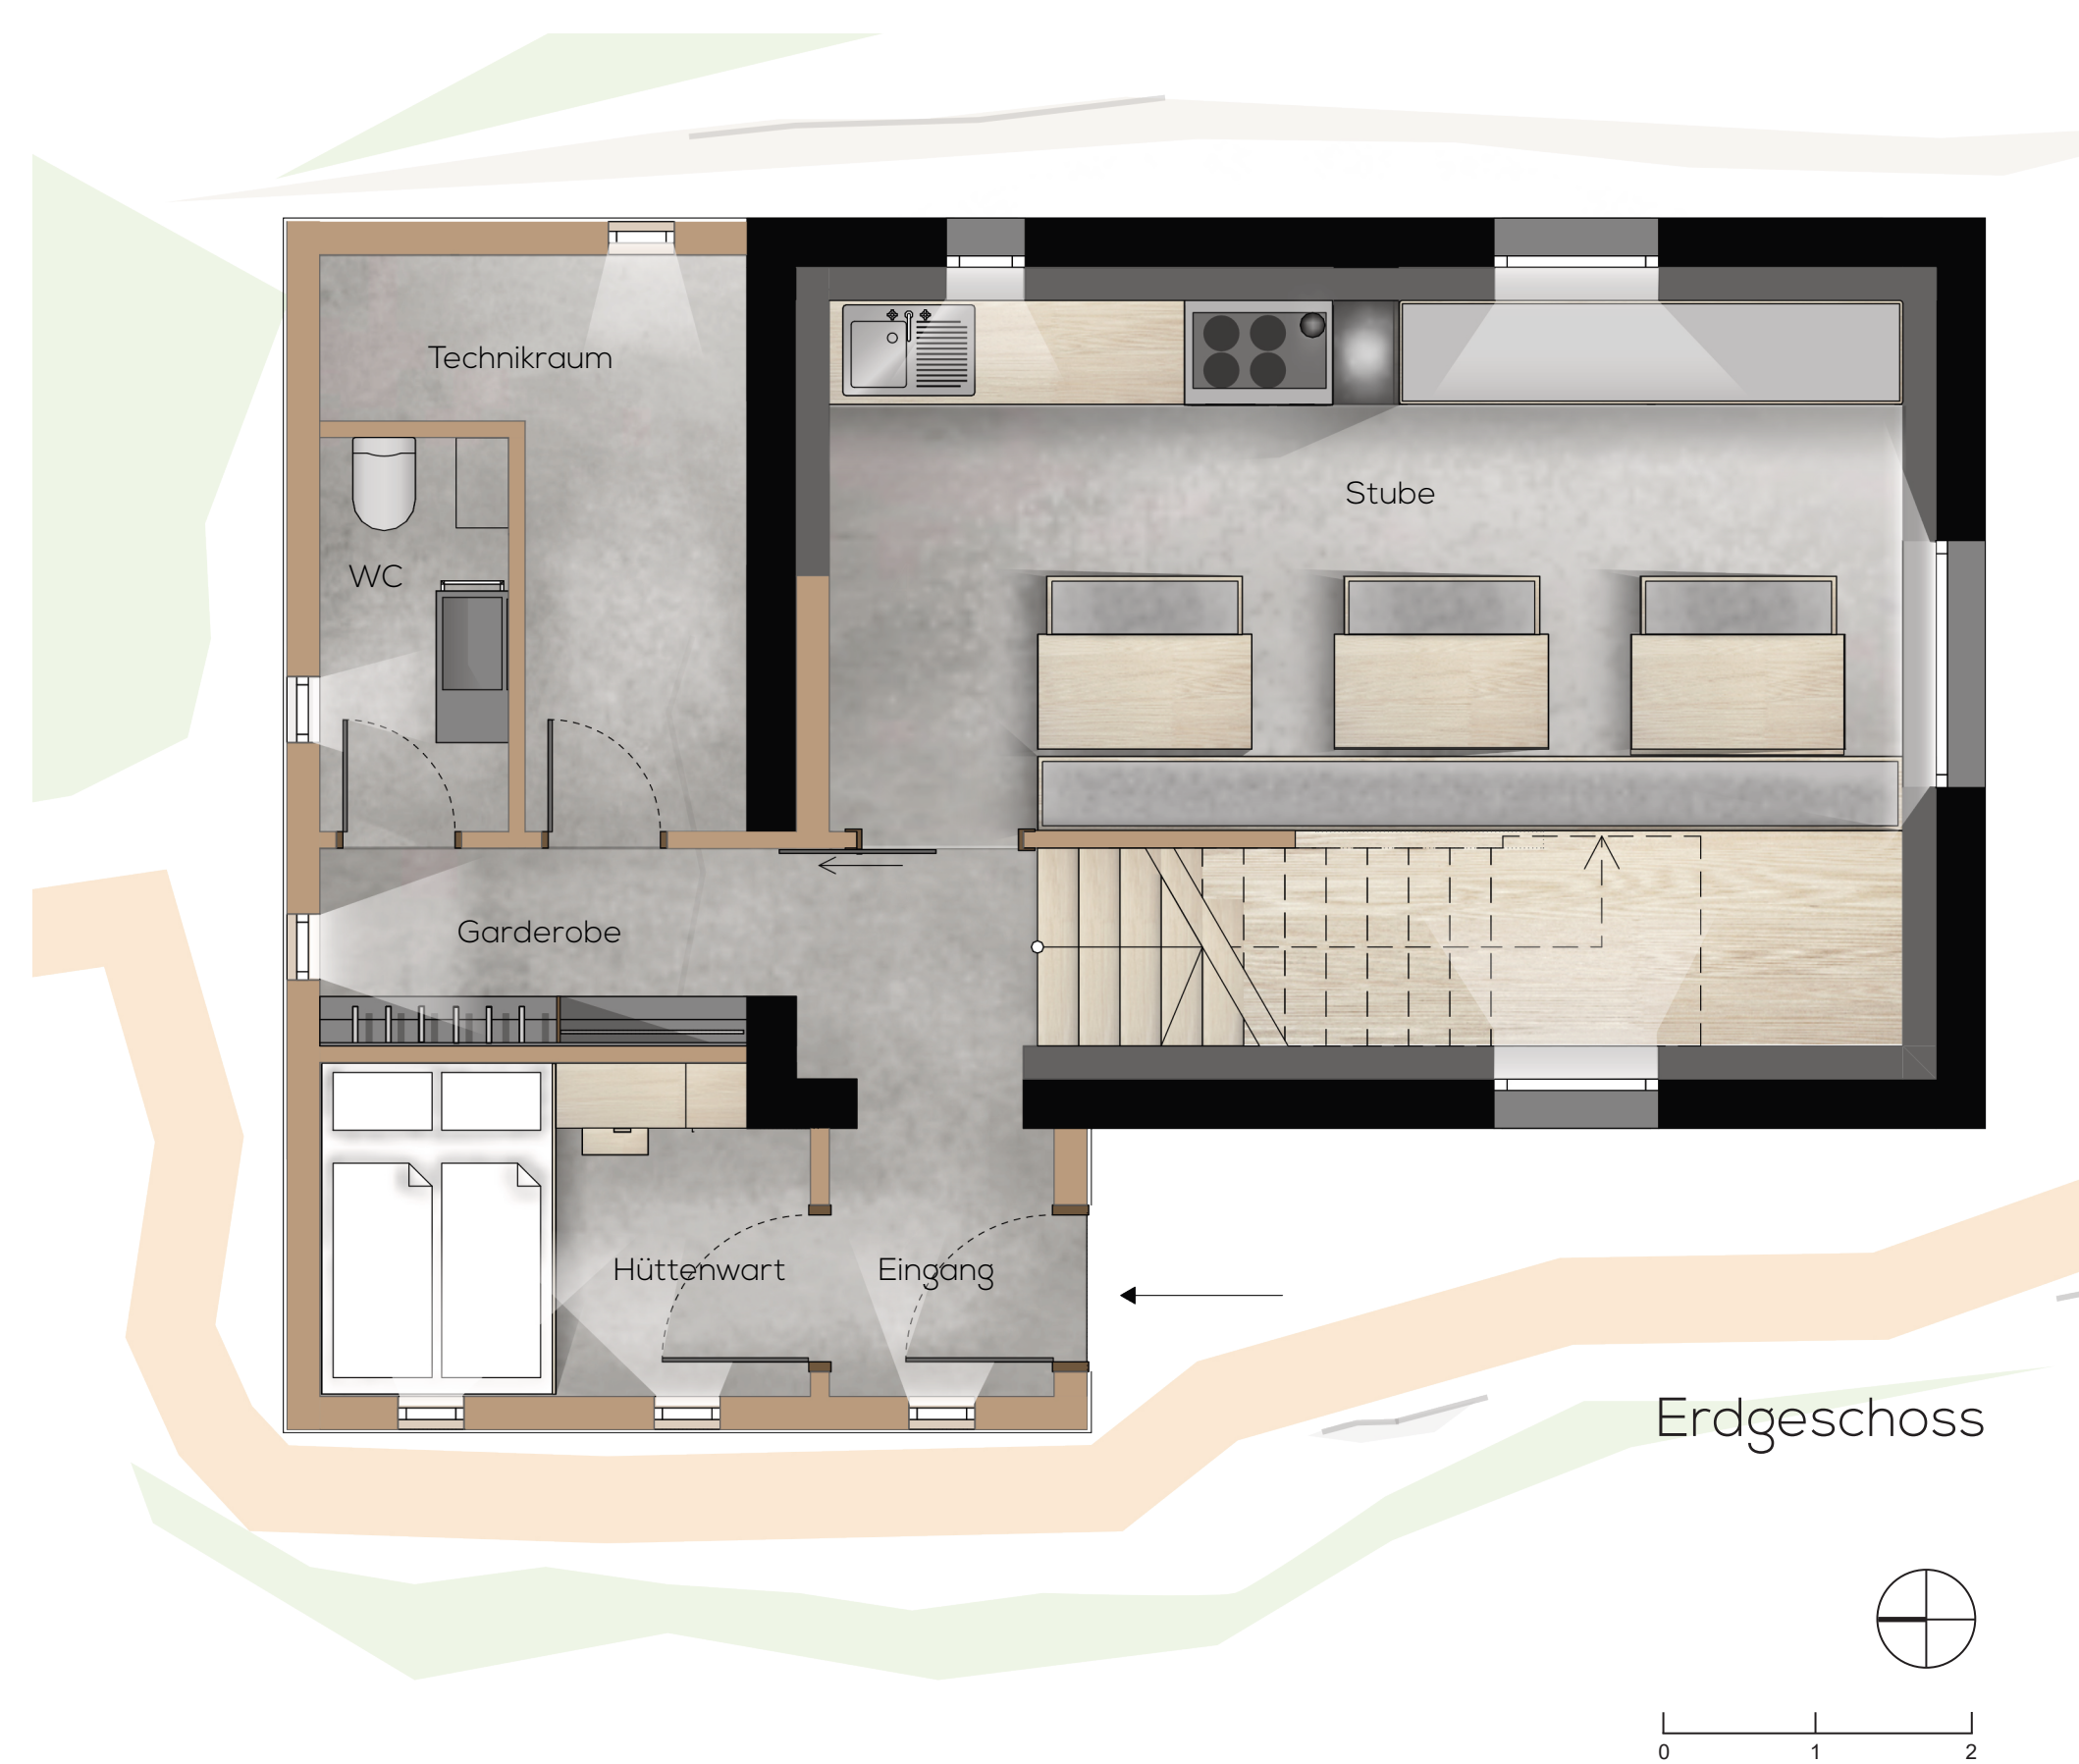 Technikraum
Stube
WC
Garderobe
Hüttenwart
Eingang
Erdgeschoss
0 1 2